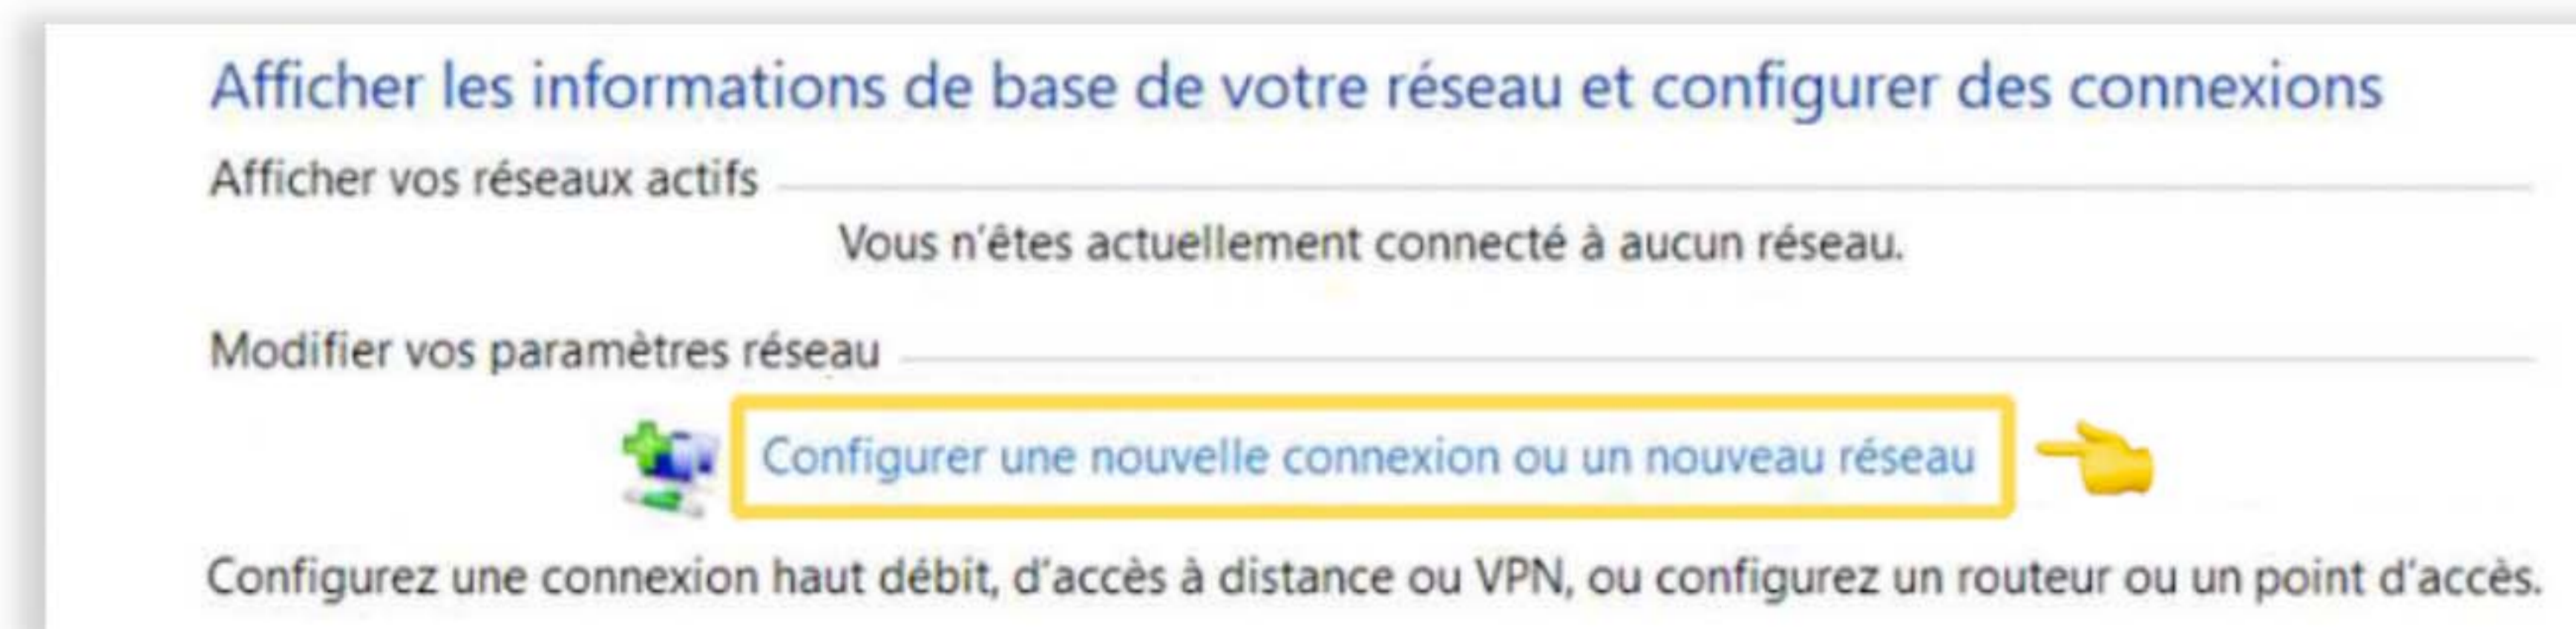 Afficher les informations de base de votre réseau et configurer des connexions
Afficher vos réseaux actifs
Vous n'êtes actuellement connecté à aucun réseau.
Modifier vos paramètres réseau
Configurer une nouvelle connexion ou un nouveau réseau
Configurez une connexion haut débit, d'accès à distance ou VPN, ou configurez un routeur ou un point d'accès.